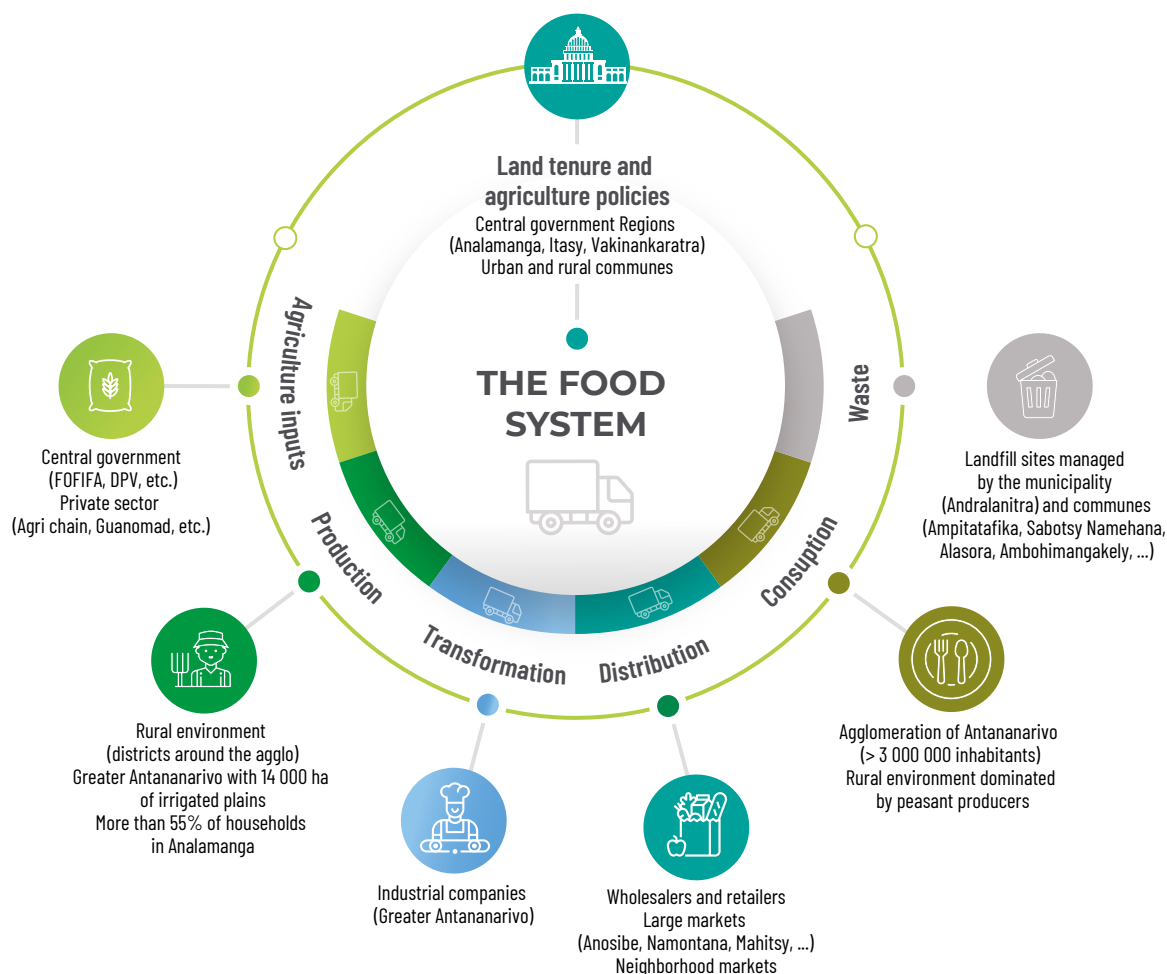 Land tenure and
agriculture policies
Central government Regions
(Analamanga, Itasy, Vakinankaratra)
Urban and rural communes
THE FOOD
SYSTEM
Agriculture inputs
Central government
(FOFIFA, DPV, etc.)
Private sector
(Agri chain, Guanomad, etc.)
Production
Rural environment
(districts around the agglo)
Greater Antananarivo with 14 000 ha
of irrigated plains
More than 55% of households
in Analamanga
Transformation
Industrial companies
(Greater Antananarivo)
Distribution
Wholesalers and retailers
Large markets
(Anosibe, Namontana, Mahitsy, ...)
Neighborhood markets
Consuption
Agglomeration of Antananarivo
(> 3 000 000 inhabitants)
Rural environment dominated
by peasant producers
Waste
Landfill sites managed
by the municipality
(Andralanitra) and communes
(Ampitatafika, Sabotsy Namehana,
Alasora, Ambohimangakely, ...)